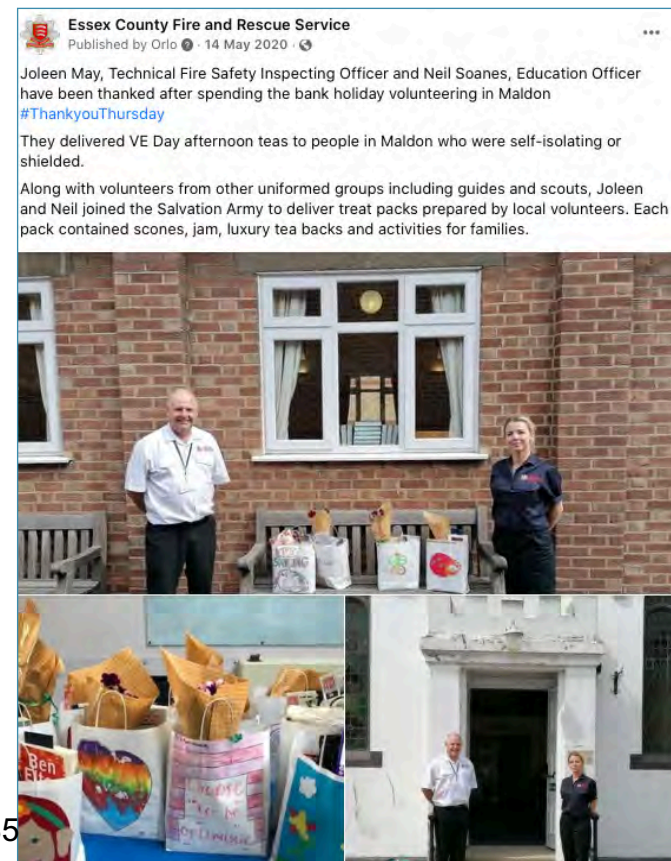 Essex County Fire and Rescue Service
Published by Orlo · 14 May 2020 ·
Joleen May, Technical Fire Safety Inspecting Officer and Neil Soanes, Education Officer
have been thanked after spending the bank holiday volunteering in Maldon
#ThankyouThursday
They delivered VE Day afternoon teas to people in Maldon who were self-isolating or
shielded.
Along with volunteers from other uniformed groups including guides and scouts, Joleen
and Neil joined the Salvation Army to deliver treat packs prepared by local volunteers. Each
pack contained scones, jam, luxury tea backs and activities for families.
Ben
5